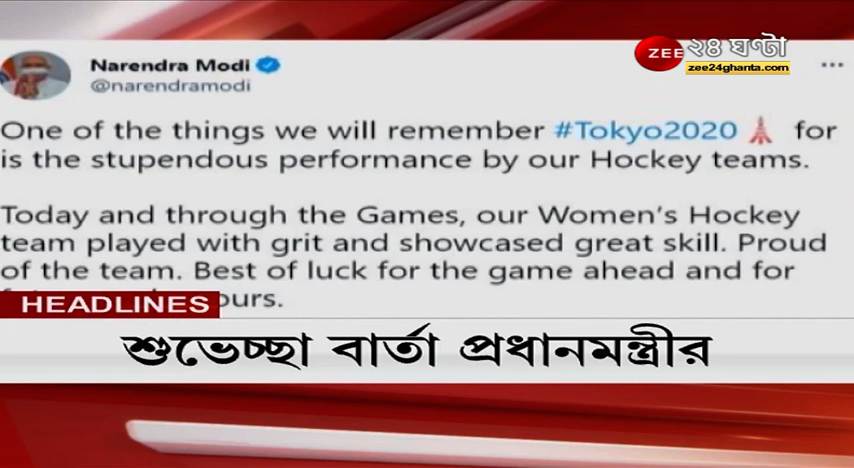 Narendra Modi
@narendramodi
ZEE ২৪ ঘণ্টা
zee24ghanta.com
One of the things we will remember #Tokyo2020 for
is the stupendous performance by our Hockey teams.
Today and through the Games, our Women's Hockey
team played with grit and showcased great skill. Proud
of the team. Best of luck for the game ahead and for
HEADLINES
শুভেচ্ছা বার্তা প্রধানমন্ত্রীর